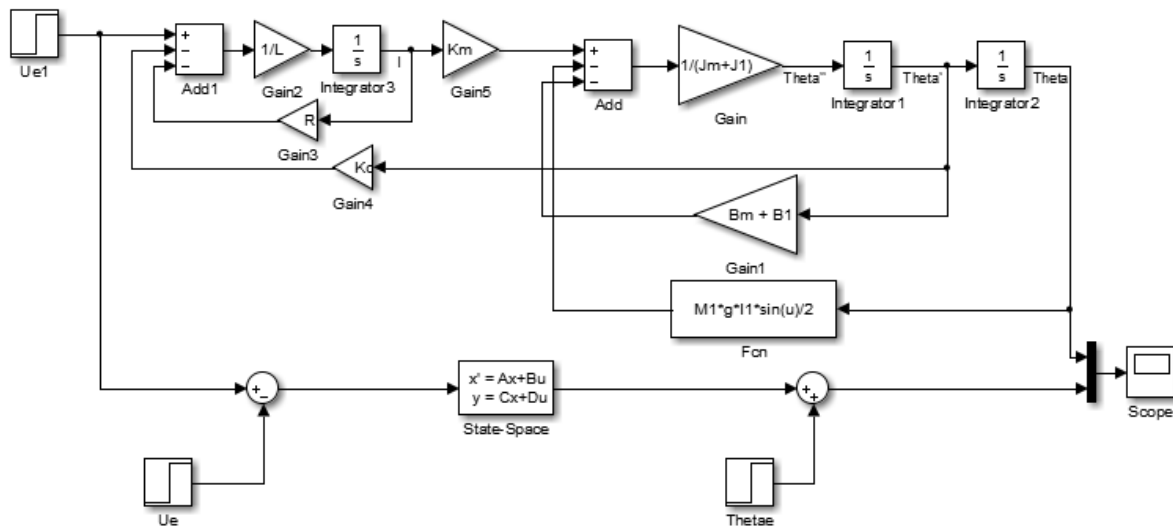 Ue1
+
−
−
Add1
1/L
Gain2
1
s
Integrator3
I
Km
Gain5
+
−
−
Add
1/(Jm+J1)
Gain
Theta''
1
s
Integrator1
Theta'
1
s
Integrator2
Theta
R
Gain3
Kc
Gain4
Bm + B1
Gain1
M1*g*l1*sin(u)/2
Fcn
+
−
x' = Ax+Bu
y = Cx+Du
State-Space
+
+
Scope
Ue
Thetae